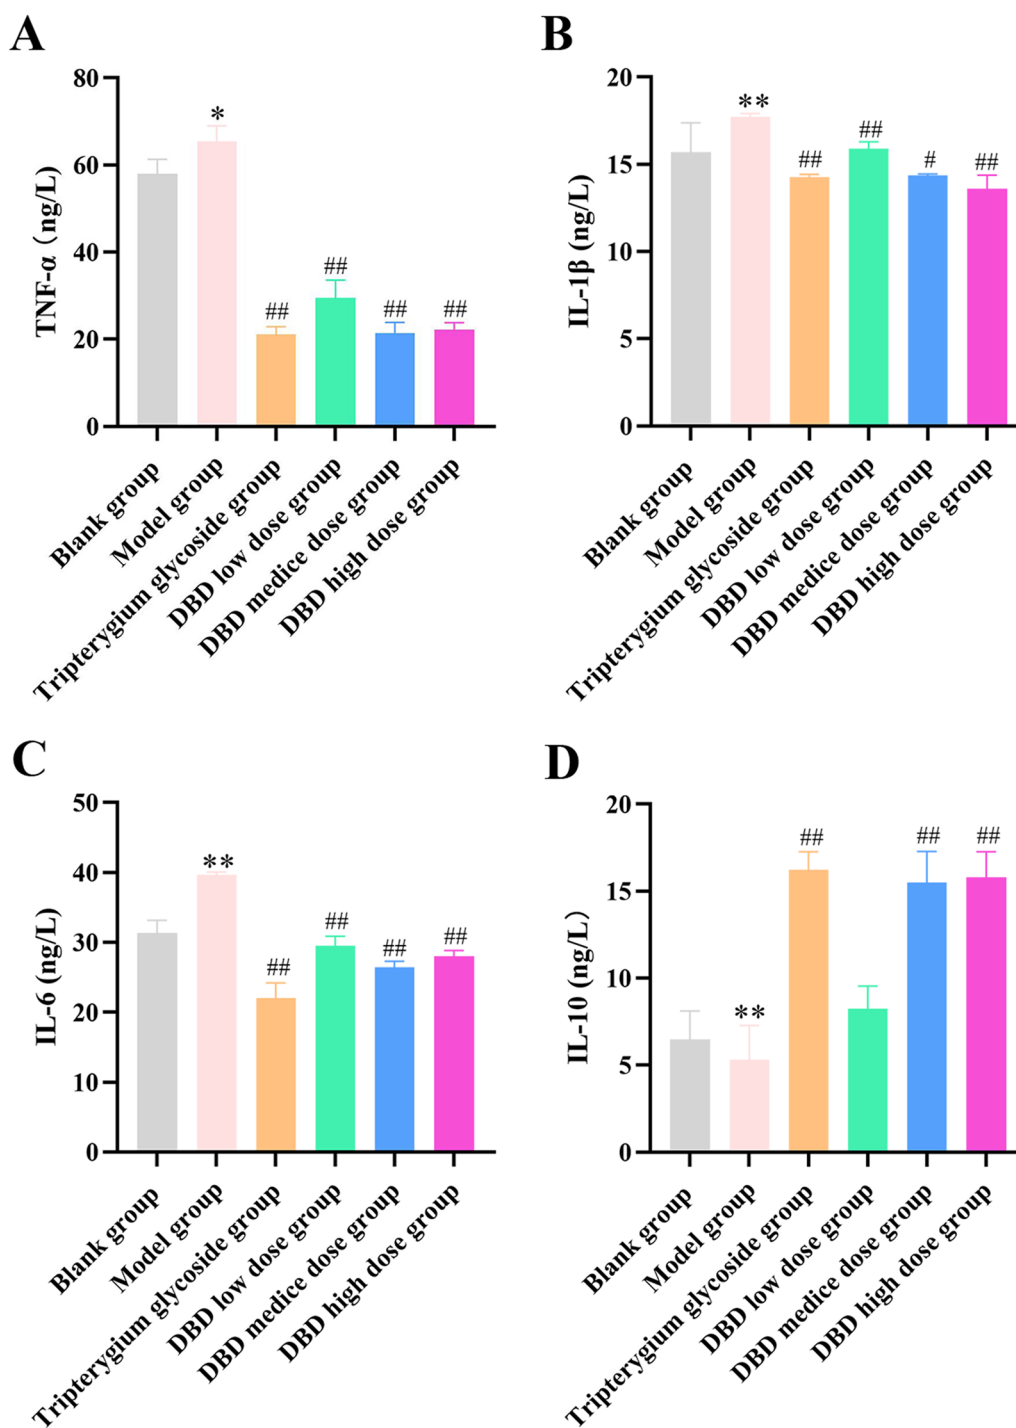 A
TNF-α (ng/L)
80
60
40
20
0
*
##
##
##
##
Blank group
Model group
Tripterygium glycoside group
DBD low dose group
DBD medice dose group
DBD high dose group
B
IL-1β (ng/L)
20
15
10
5
0
**
##
##
#
##
Blank group
Model group
Tripterygium glycoside group
DBD low dose group
DBD medice dose group
DBD high dose group
C
IL-6 (ng/L)
50
40
30
20
10
0
**
##
##
##
##
Blank group
Model group
Tripterygium glycoside group
DBD low dose group
DBD medice dose group
DBD high dose group
D
IL-10 (ng/L)
20
15
10
5
0
**
##
##
##
Blank group
Model group
Tripterygium glycoside group
DBD low dose group
DBD medice dose group
DBD high dose group